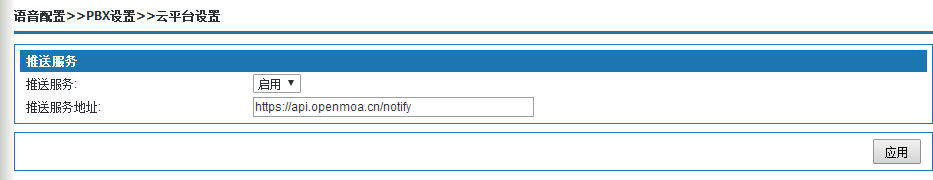 语音配置>>PBX设置>>云平台设置
推送服务
推送服务: 启用
推送服务地址: https://api.openmoa.cn/notify
应用